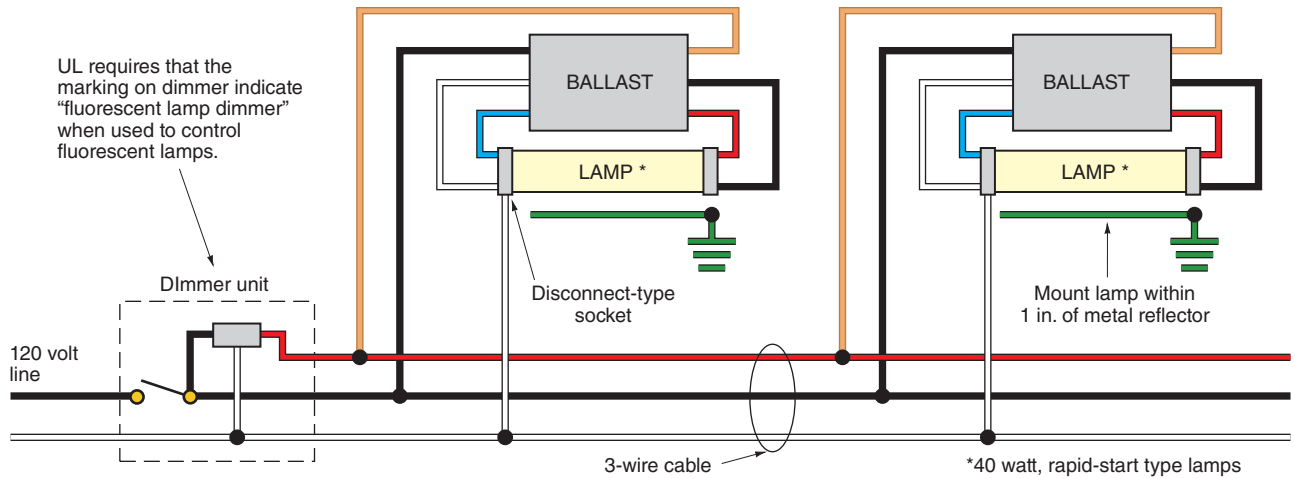 UL requires that the
marking on dimmer indicate
“fluorescent lamp dimmer”
when used to control
fluorescent lamps.
BALLAST
BALLAST
LAMP *
LAMP *
DImmer unit
Disconnect-type
socket
Mount lamp within
1 in. of metal reflector
120 volt
line
3-wire cable
*40 watt, rapid-start type lamps